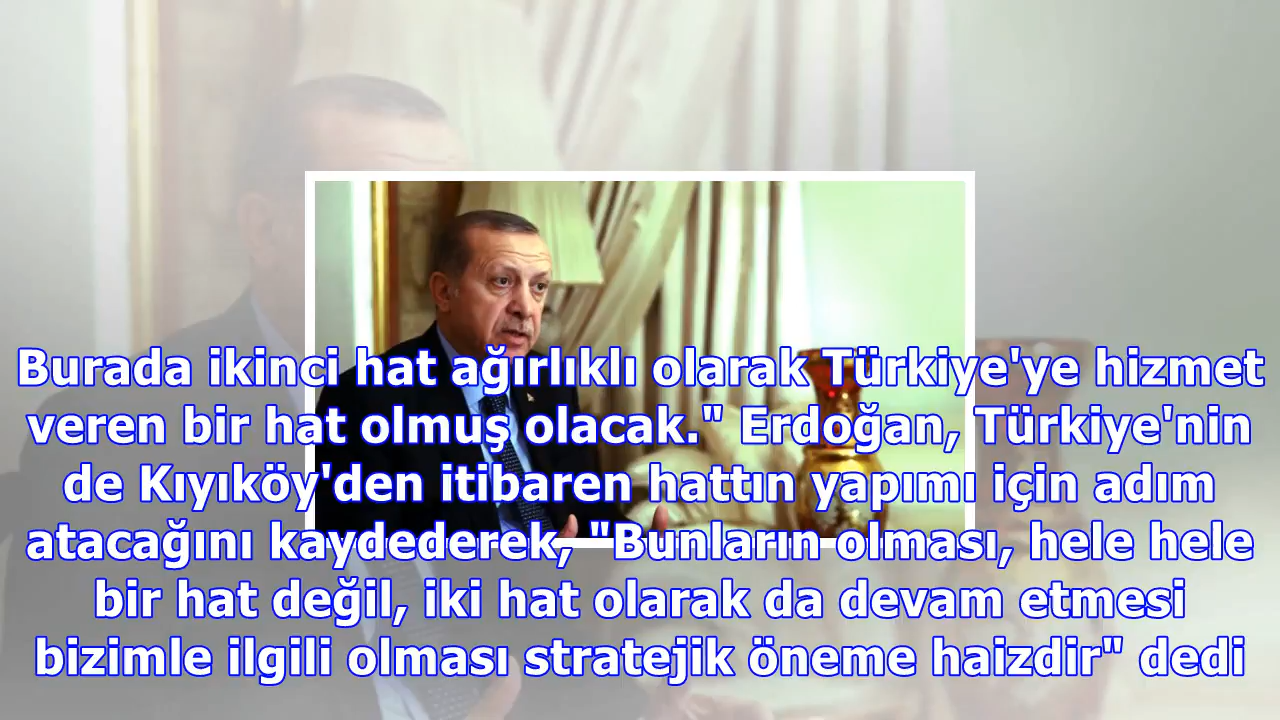 Burada ikinci hat ağırlıklı olarak Türkiye'ye hizmet
veren bir hat olmuş olacak." Erdoğan, Türkiye'nin
de Kıyıköy'den itibaren hattın yapımı için adım
atacağını kaydederek, "Bunların olması, hele hele
bir hat değil, iki hat olarak da devam etmesi
bizimle ilgili olması stratejik öneme haizdir" dedi